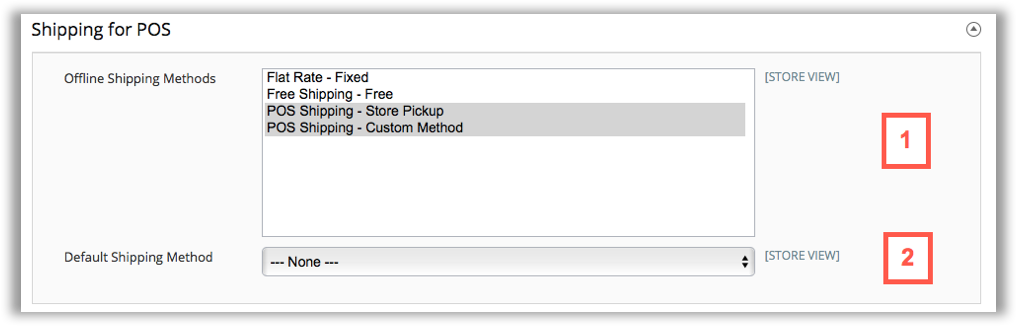 Shipping for POS
Offline Shipping Methods
Flat Rate - Fixed
Free Shipping - Free
POS Shipping - Store Pickup
POS Shipping - Custom Method
[STORE VIEW]
1
Default Shipping Method
--- None ---
[STORE VIEW]
2